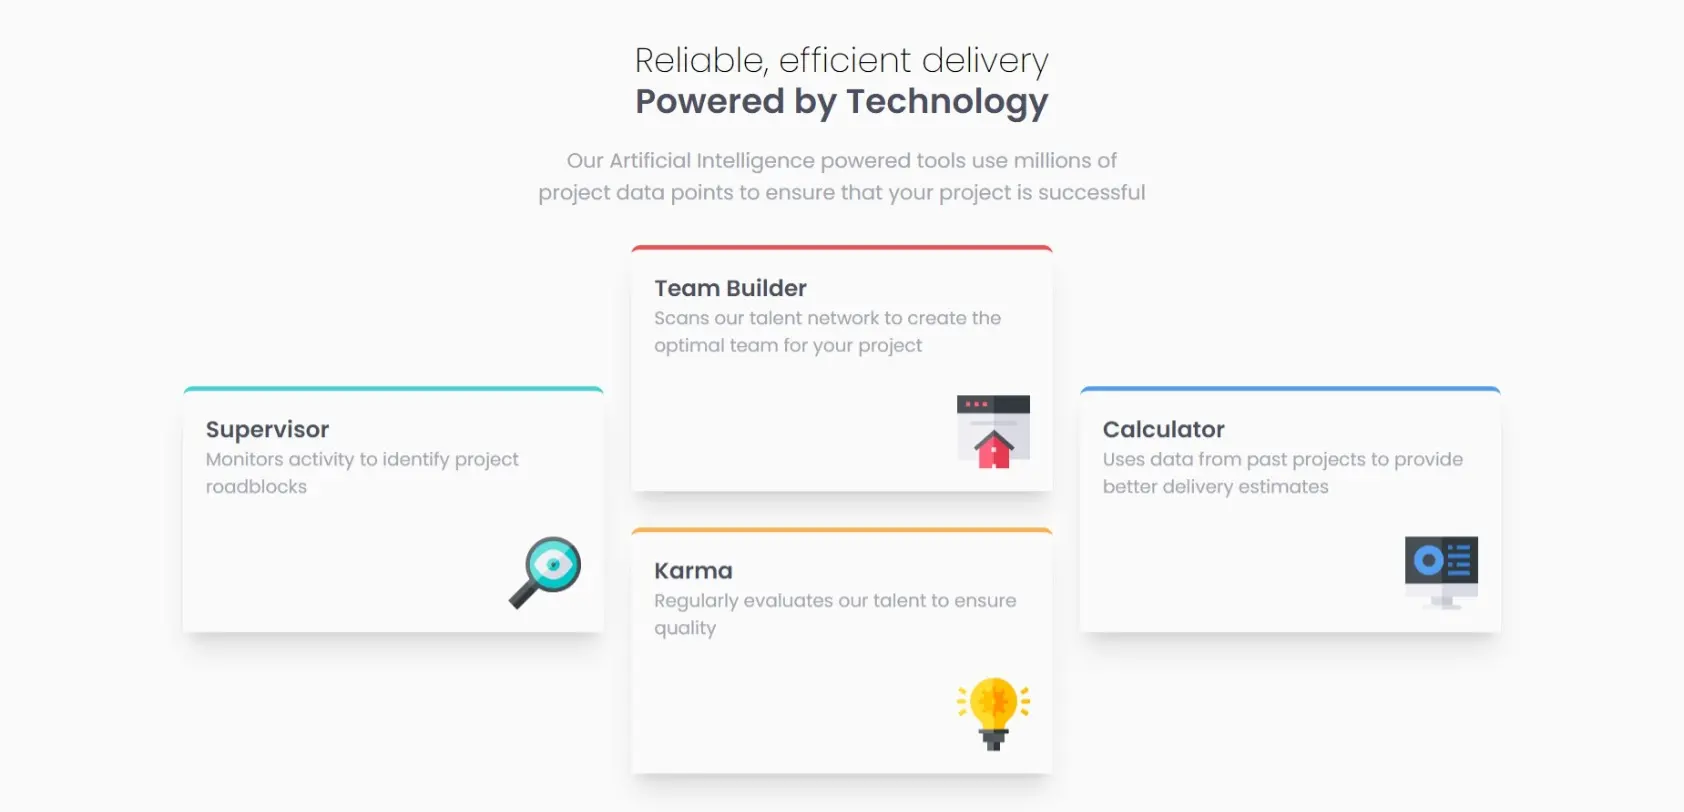 Reliable, efficient delivery
Powered by Technology
Our Artificial Intelligence powered tools use millions of
project data points to ensure that your project is successful
Team Builder
Scans our talent network to create the
optimal team for your project
Supervisor
Monitors activity to identify project
roadblocks
Calculator
Uses data from past projects to provide
better delivery estimates
Karma
Regularly evaluates our talent to ensure
quality